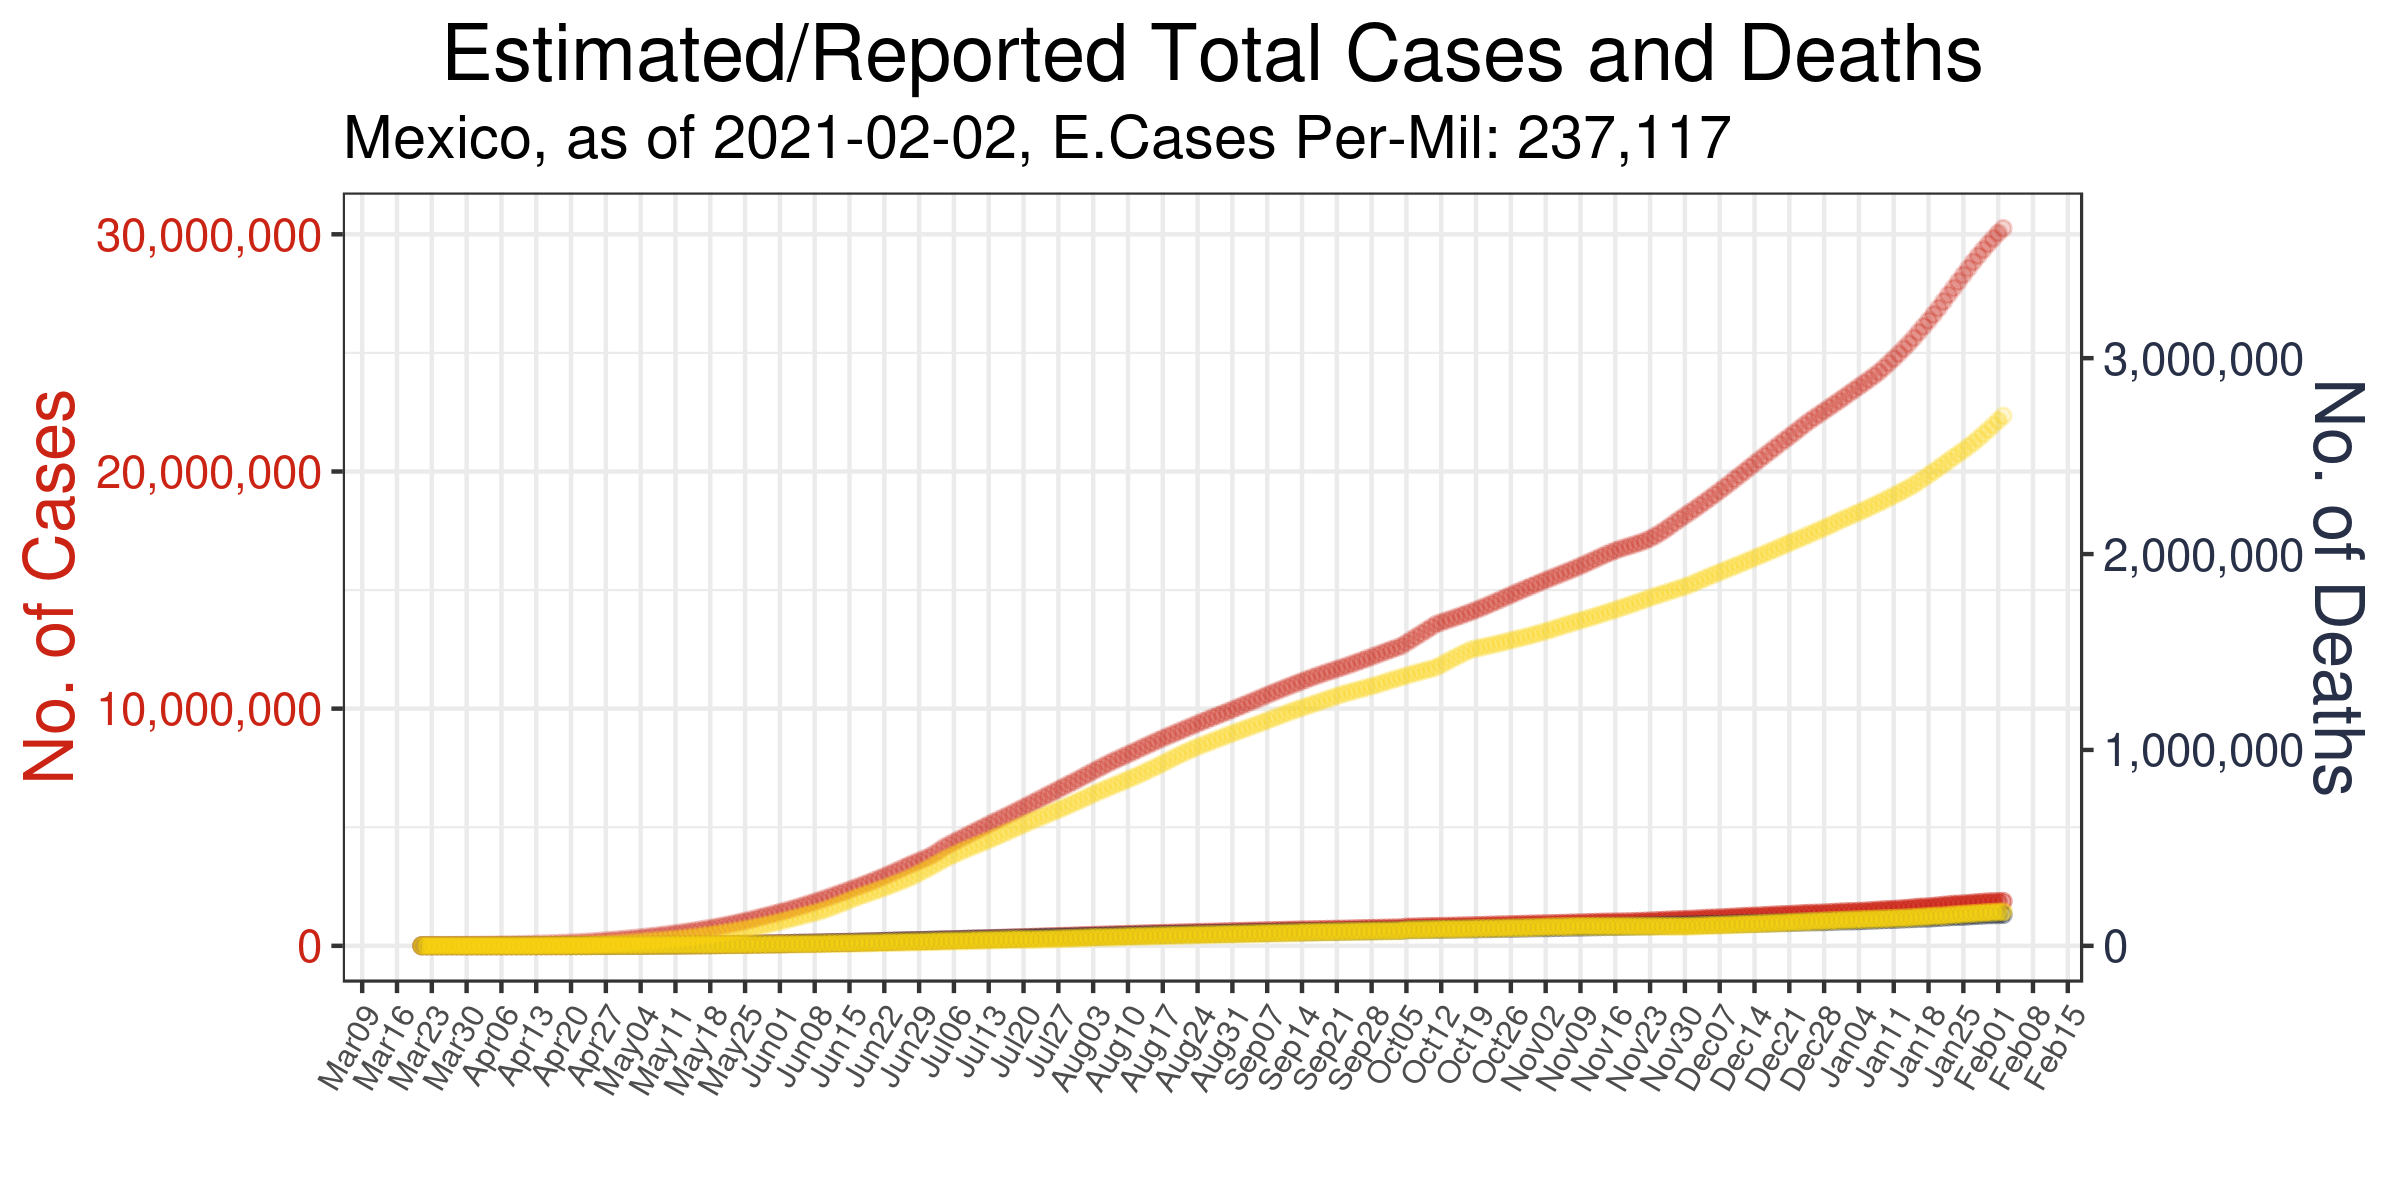 Estimated/Reported Total Cases and Deaths
Mexico, as of 2021-02-02, E.Cases Per-Mil: 237,117
No. of Cases
30,000,000
20,000,000
10,000,000
0
3,000,000
2,000,000
1,000,000
0
No. of Deaths
Mar09
Mar16
Mar23
Mar30
Apr06
Apr13
Apr20
Apr27
May04
May11
May18
May25
Jun01
Jun08
Jun15
Jun22
Jun29
Jul06
Jul13
Jul20
Jul27
Aug03
Aug10
Aug17
Aug24
Aug31
Sep07
Sep14
Sep21
Sep28
Oct05
Oct12
Oct19
Oct26
Nov02
Nov09
Nov16
Nov23
Nov30
Dec07
Dec14
Dec21
Dec28
Jan04
Jan11
Jan18
Jan25
Feb01
Feb08
Feb15